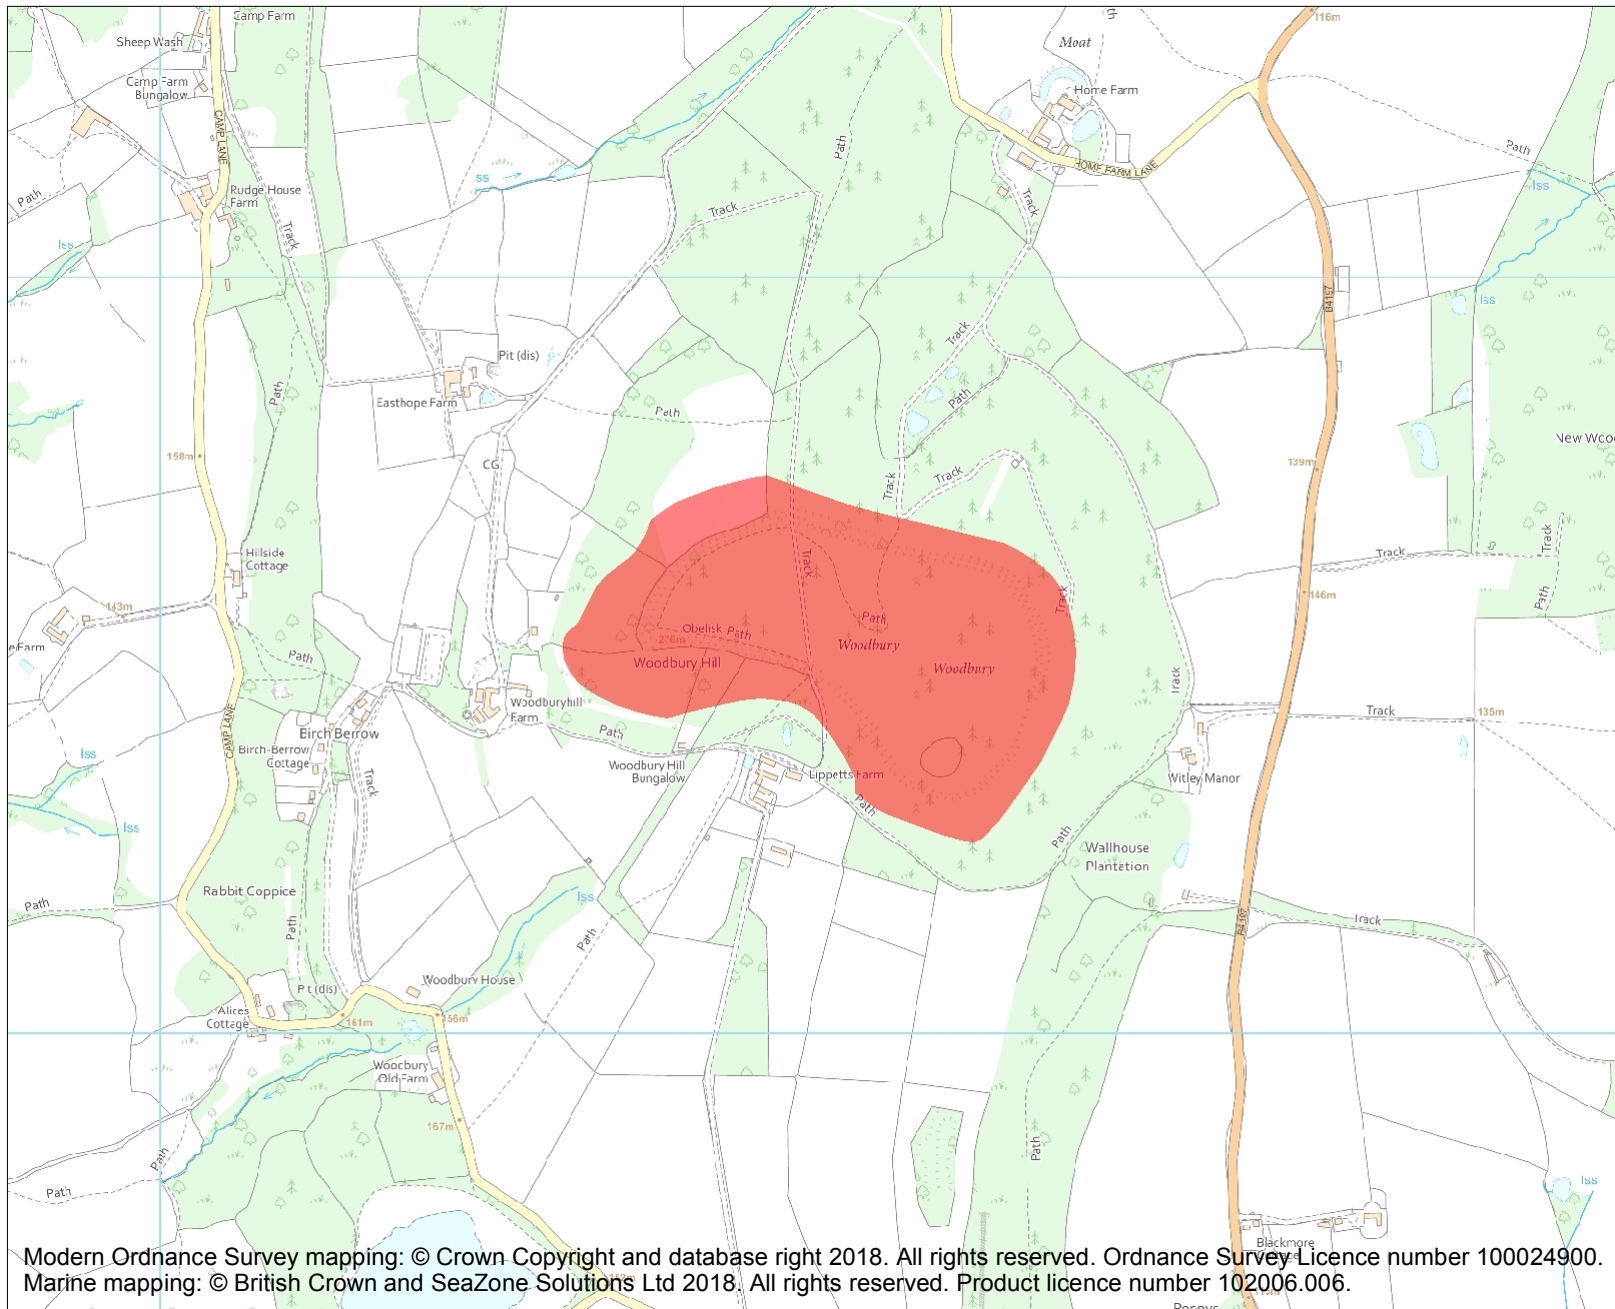 Camp Farm
Sheep Wash
Camp Farm
Bungalow
CAMP LANE
Path
Rudge House
Farm
Track
Iss
ss
Track
Path
th
Moat
Home Farm
HOME FARM LANE
Track
116m
Path
Iss
Iss
B4197
Pit (dis)
Easthope Farm
Path
Path
Track
Path
158m
CG
Track
Track
139m
New Woo
Hillside
Cottage
143m
e Farm
Path
Track
Track
Track
Track
Path
146m
Obelisk
Path
276m
Woodbury Hill
Path
Woodbury
Woodbury
Track
Woodburyhill
Farm
Birch Berrow
Birch-Berrow
Cottage
CAMP LANE
Track
Iss
Iss
Path
Woodbury Hill
Bungalow
Lippetts Farm
Path
Path
Track
135m
Witley Manor
Wallhouse
Plantation
Rabbit Coppice
Path
Path
Iss
Path
Track
B4197
Woodbury House
Pit (dis)
Alices
Cottage
161m
156m
Woodbury
Old Farm
167m
Path
Path
Path
Iss
Blackmore
Modern Ordnance Survey mapping: © Crown Copyright and database right 2018. All rights reserved. Ordnance Survey Licence number 100024900.
Marine mapping: © British Crown and SeaZone Solutions Ltd 2018. All rights reserved. Product licence number 102006.006.